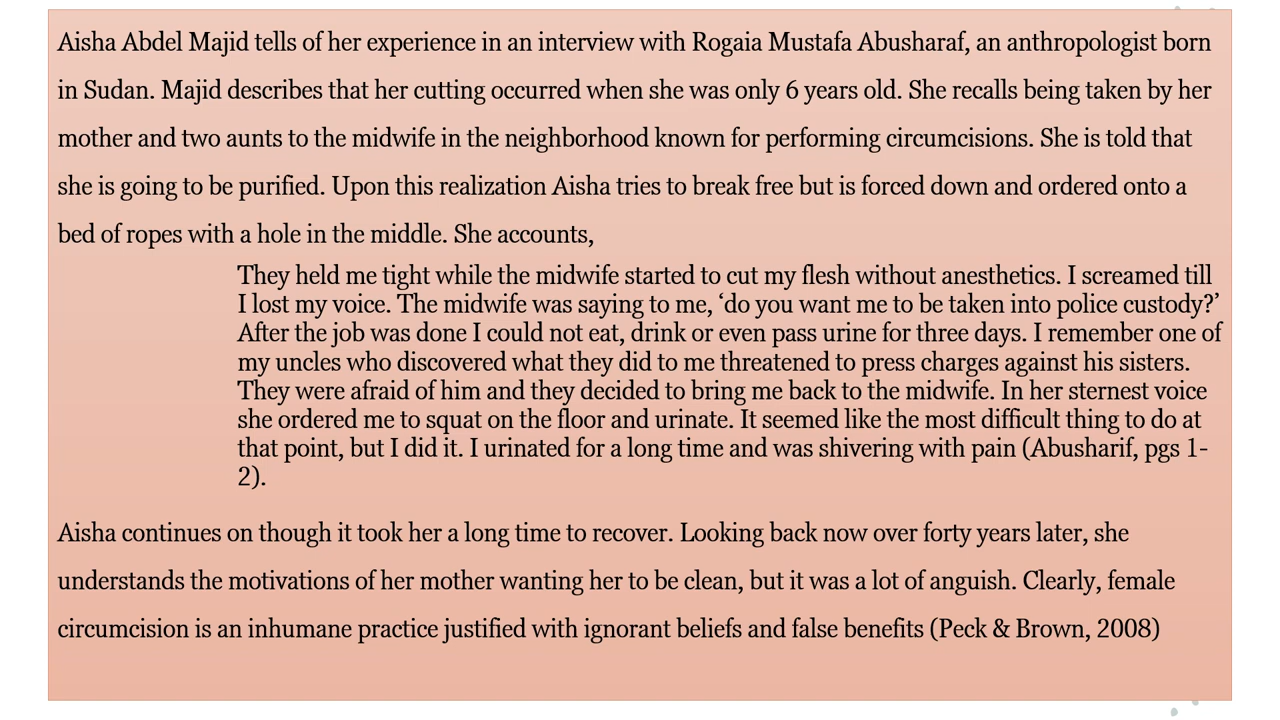 Aisha Abdel Majid tells of her experience in an interview with Rogaia Mustafa Abusharaf, an anthropologist born
in Sudan. Majid describes that her cutting occurred when she was only 6 years old. She recalls being taken by her
mother and two aunts to the midwife in the neighborhood known for performing circumcisions. She is told that
she is going to be purified. Upon this realization Aisha tries to break free but is forced down and ordered onto a
bed of ropes with a hole in the middle. She accounts,
They held me tight while the midwife started to cut my flesh without anesthetics. I screamed till
I lost my voice. The midwife was saying to me, ‘do you want me to be taken into police custody?’
After the job was done I could not eat, drink or even pass urine for three days. I remember one of
my uncles who discovered what they did to me threatened to press charges against his sisters.
They were afraid of him and they decided to bring me back to the midwife. In her sternest voice
she ordered me to squat on the floor and urinate. It seemed like the most difficult thing to do at
that point, but I did it. I urinated for a long time and was shivering with pain (Abusharif, pgs 1-
2).
Aisha continues on though it took her a long time to recover. Looking back now over forty years later, she
understands the motivations of her mother wanting her to be clean, but it was a lot of anguish. Clearly, female
circumcision is an inhumane practice justified with ignorant beliefs and false benefits (Peck & Brown, 2008)